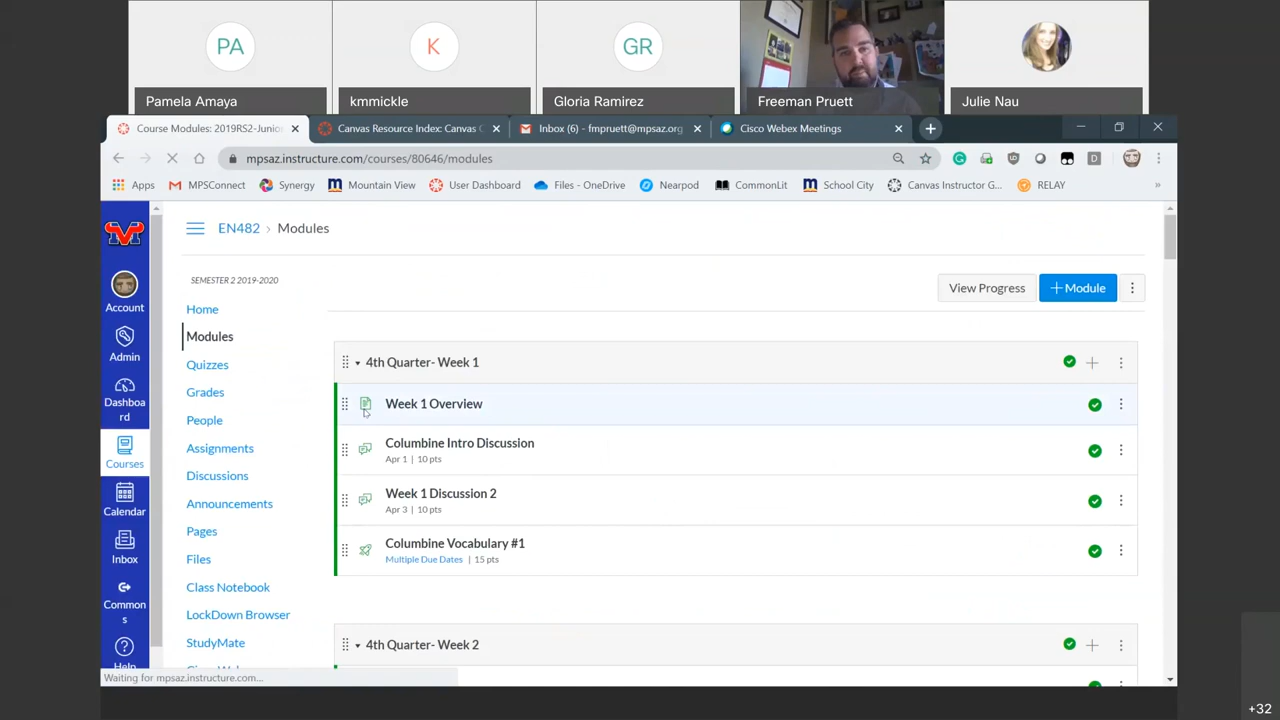 PA
K
GR
Pamela Amaya
kmmickle
Gloria Ramirez
Freeman Pruett
Julie Nau
Course Modules: 2019RS2-Junio
Canvas Resource Index: Canvas C
Inbox (6) - fmpruett@mpsaz.org
Cisco Webex Meetings
mpsaz.instructure.com/courses/80646/modules
Apps
MPSConnect
Synergy
Mountain View
User Dashboard
Files - OneDrive
Nearpod
CommonLit
School City
Canvas Instructor G...
RELAY
EN482 › Modules
SEMESTER 2 2019-2020
View Progress
+ Module
Account
Admin
Dashboa
rd
Courses
Calendar
Inbox
Common
s
Help
Home
Modules
Quizzes
Grades
People
Assignments
Discussions
Announcements
Pages
Files
Class Notebook
LockDown Browser
StudyMate
4th Quarter- Week 1
Week 1 Overview
Columbine Intro Discussion
Apr 1 | 10 pts
Week 1 Discussion 2
Apr 3 | 10 pts
Columbine Vocabulary #1
Multiple Due Dates | 15 pts
4th Quarter- Week 2
Waiting for mpsaz.instructure.com...
+32